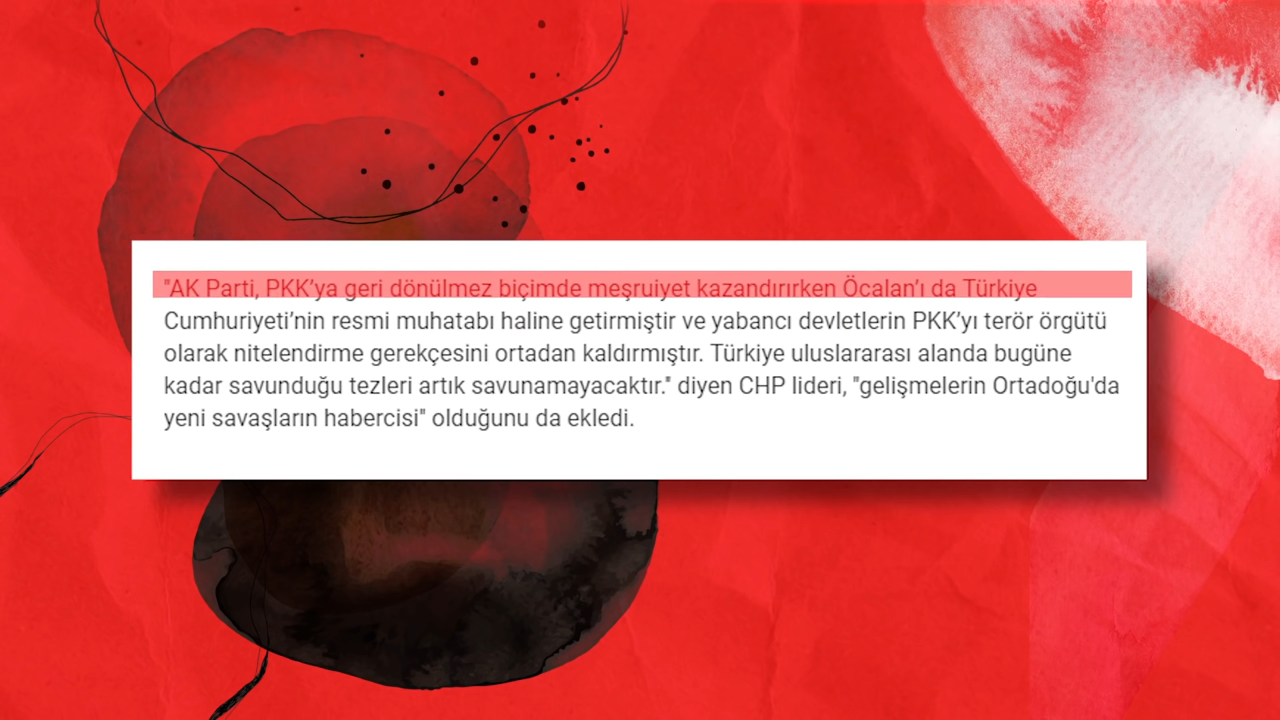 "AK Parti, PKK’ya geri dönülmez biçimde meşruiyet kazandırırken Öcalan’ı da Türkiye
Cumhuriyeti’nin resmi muhatabı haline getirmiştir ve yabancı devletlerin PKK’yı terör örgütü
olarak nitelendirme gerekçesini ortadan kaldırmıştır. Türkiye uluslararası alanda bugüne
kadar savunduğu tezleri artık savunamayacaktır." diyen CHP lideri, "gelişmelerin Ortadoğu'da
yeni savaşların habercisi" olduğunu da ekledi.